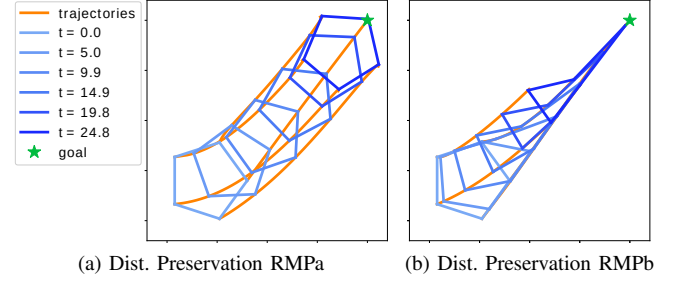 trajectories
t = 0.0
t = 5.0
t = 9.9
t = 14.9
t = 19.8
t = 24.8
goal
(a) Dist. Preservation RMPa
(b) Dist. Preservation RMPb